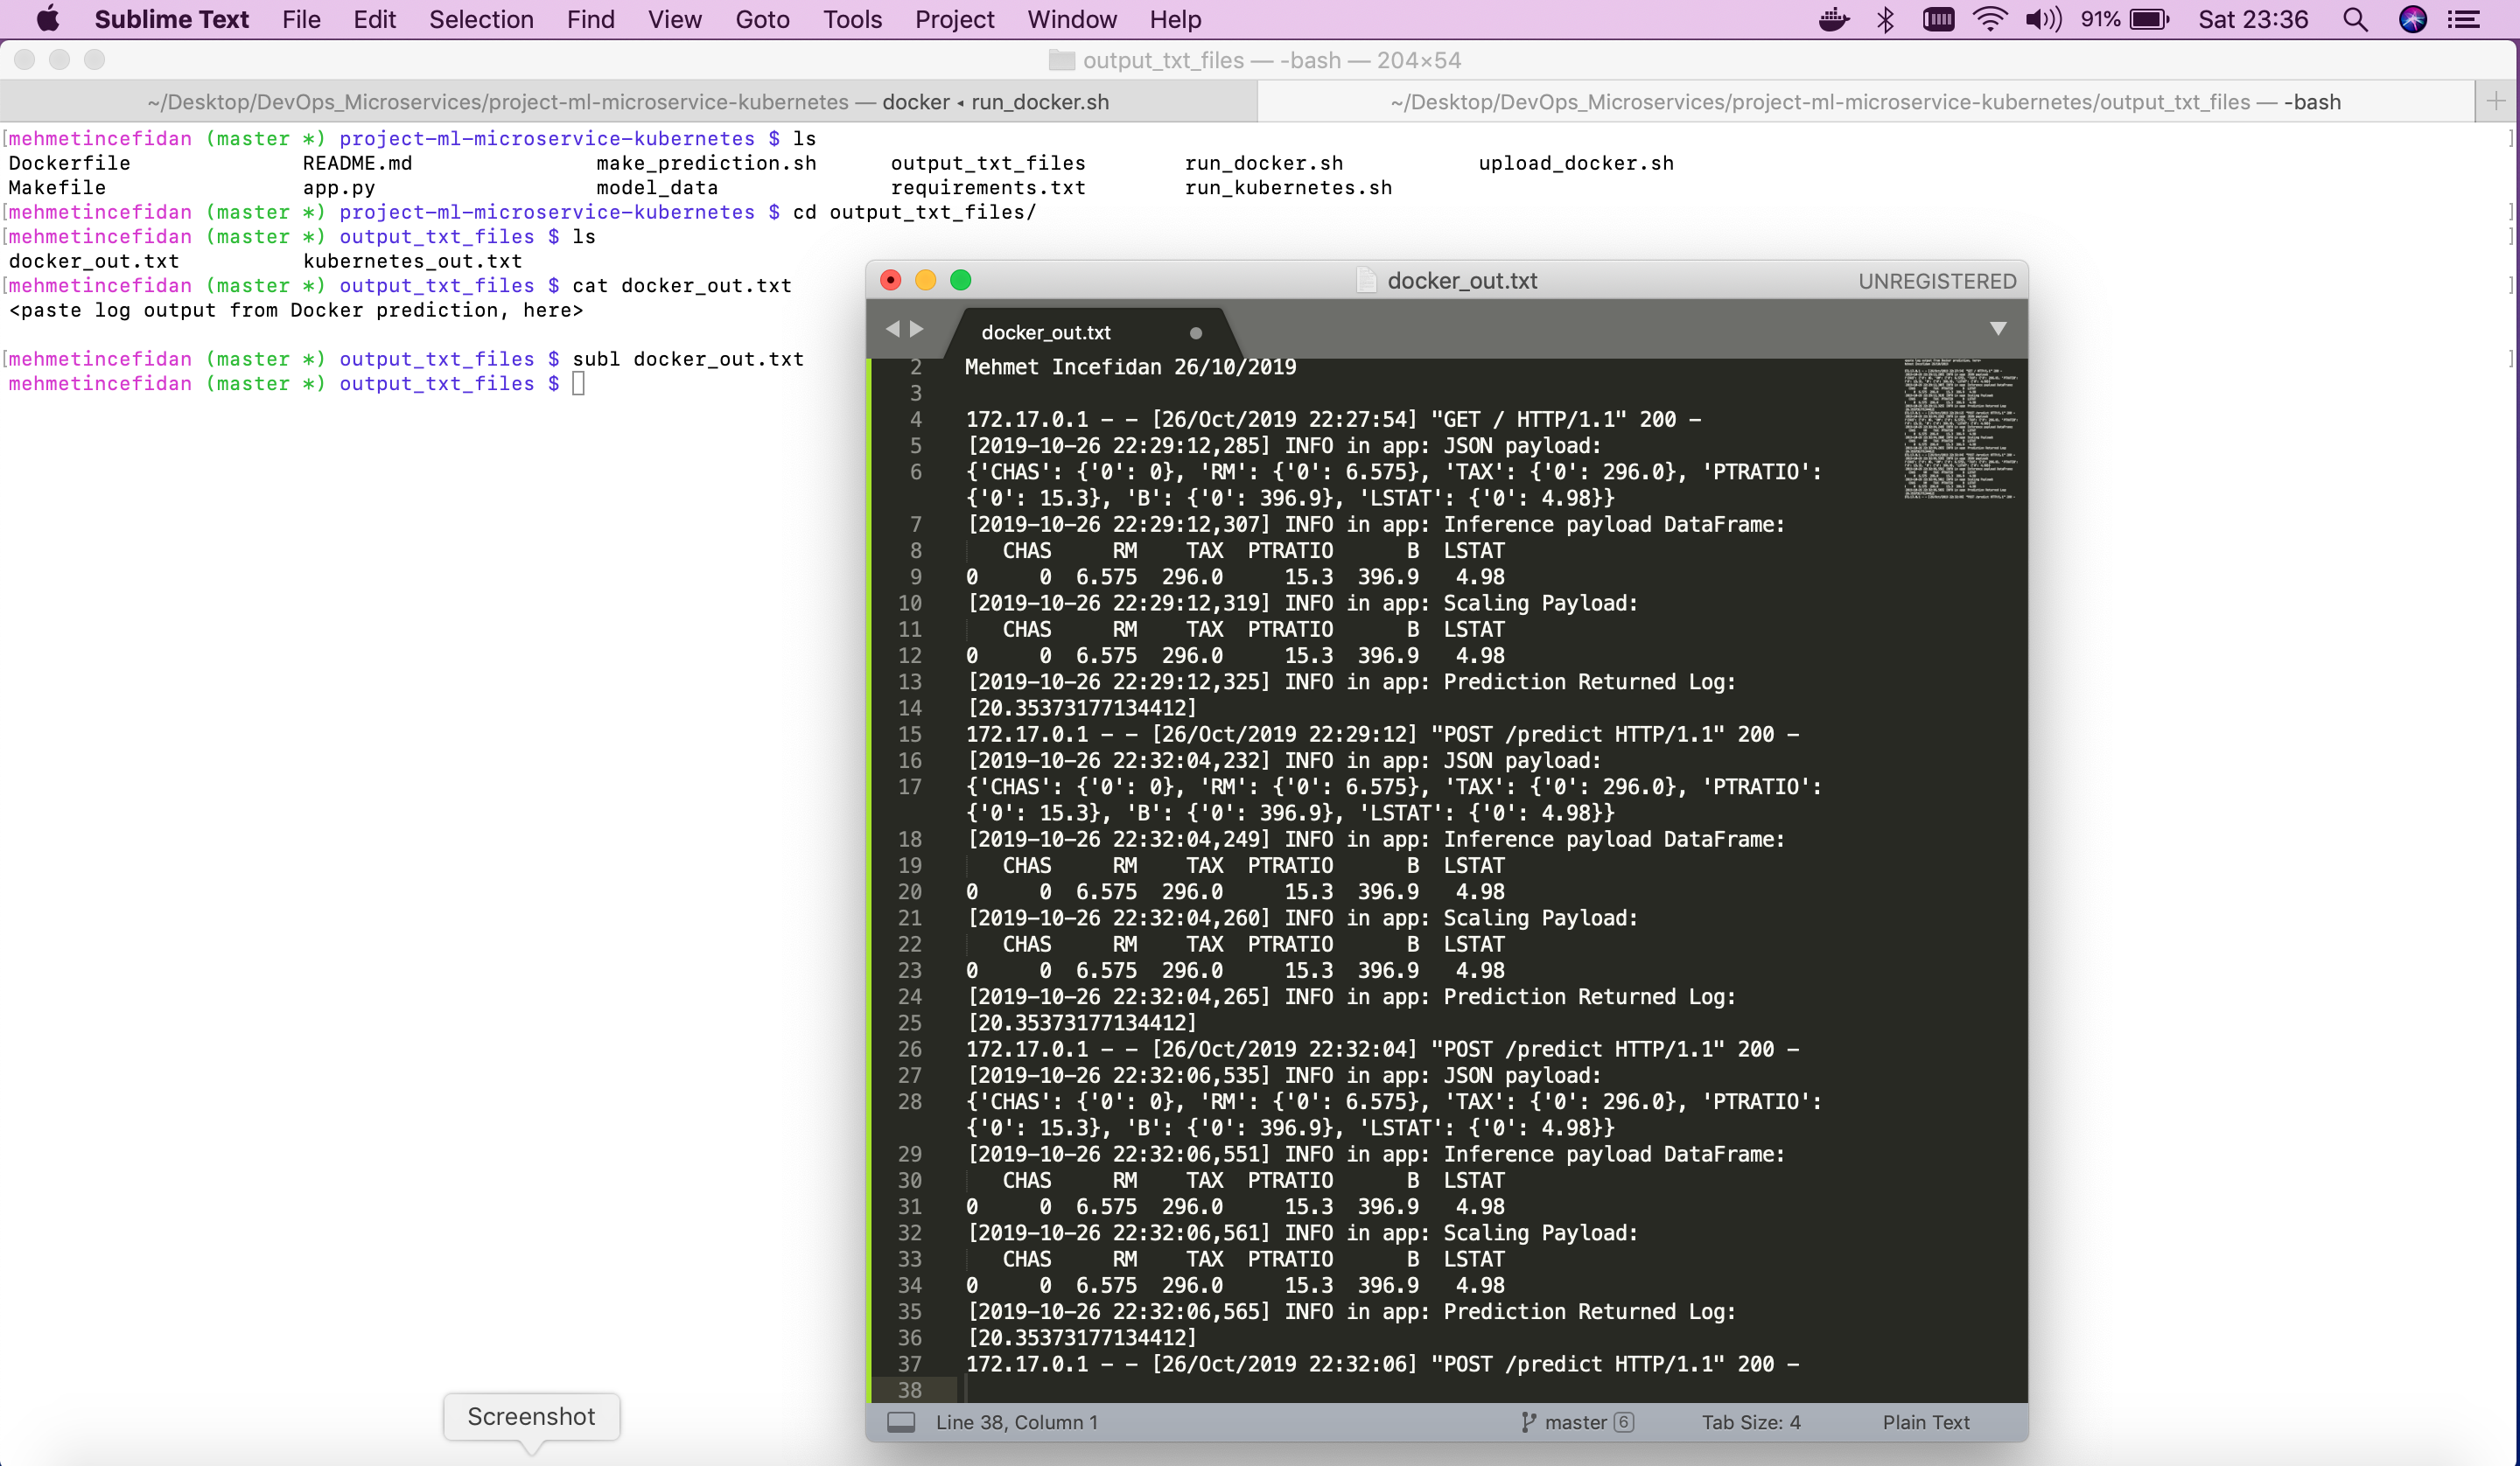 Sublime Text File Edit Selection Find View Goto Tools Project Window Help 91% Sat 23:36
output_txt_files — -bash — 204×54
~/Desktop/DevOps_Microservices/project-ml-microservice-kubernetes — docker ◂ run_docker.sh ~/Desktop/DevOps_Microservices/project-ml-microservice-kubernetes/output_txt_files — -bash
[mehmetincefidan (master *) project-ml-microservice-kubernetes $ ls ]
Dockerfile README.md make_prediction.sh output_txt_files run_docker.sh upload_docker.sh
Makefile app.py model_data requirements.txt run_kubernetes.sh
[mehmetincefidan (master *) project-ml-microservice-kubernetes $ cd output_txt_files/ ]
[mehmetincefidan (master *) output_txt_files $ ls ]
docker_out.txt kubernetes_out.txt
[mehmetincefidan (master *) output_txt_files $ cat docker_out.txt ]
<paste log output from Docker prediction, here>
[mehmetincefidan (master *) output_txt_files $ subl docker_out.txt ]
mehmetincefidan (master *) output_txt_files $
docker_out.txt UNREGISTERED
docker_out.txt
2 Mehmet Incefidan 26/10/2019
3
4 172.17.0.1 - - [26/Oct/2019 22:27:54] "GET / HTTP/1.1" 200 -
5 [2019-10-26 22:29:12,285] INFO in app: JSON payload:
6 {'CHAS': {'0': 0}, 'RM': {'0': 6.575}, 'TAX': {'0': 296.0}, 'PTRATIO':
{'0': 15.3}, 'B': {'0': 396.9}, 'LSTAT': {'0': 4.98}}
7 [2019-10-26 22:29:12,307] INFO in app: Inference payload DataFrame:
8 CHAS RM TAX PTRATIO B LSTAT
9 0 0 6.575 296.0 15.3 396.9 4.98
10 [2019-10-26 22:29:12,319] INFO in app: Scaling Payload:
11 CHAS RM TAX PTRATIO B LSTAT
12 0 0 6.575 296.0 15.3 396.9 4.98
13 [2019-10-26 22:29:12,325] INFO in app: Prediction Returned Log:
14 [20.35373177134412]
15 172.17.0.1 - - [26/Oct/2019 22:29:12] "POST /predict HTTP/1.1" 200 -
16 [2019-10-26 22:32:04,232] INFO in app: JSON payload:
17 {'CHAS': {'0': 0}, 'RM': {'0': 6.575}, 'TAX': {'0': 296.0}, 'PTRATIO':
{'0': 15.3}, 'B': {'0': 396.9}, 'LSTAT': {'0': 4.98}}
18 [2019-10-26 22:32:04,249] INFO in app: Inference payload DataFrame:
19 CHAS RM TAX PTRATIO B LSTAT
20 0 0 6.575 296.0 15.3 396.9 4.98
21 [2019-10-26 22:32:04,260] INFO in app: Scaling Payload:
22 CHAS RM TAX PTRATIO B LSTAT
23 0 0 6.575 296.0 15.3 396.9 4.98
24 [2019-10-26 22:32:04,265] INFO in app: Prediction Returned Log:
25 [20.35373177134412]
26 172.17.0.1 - - [26/Oct/2019 22:32:04] "POST /predict HTTP/1.1" 200 -
27 [2019-10-26 22:32:06,535] INFO in app: JSON payload:
28 {'CHAS': {'0': 0}, 'RM': {'0': 6.575}, 'TAX': {'0': 296.0}, 'PTRATIO':
{'0': 15.3}, 'B': {'0': 396.9}, 'LSTAT': {'0': 4.98}}
29 [2019-10-26 22:32:06,551] INFO in app: Inference payload DataFrame:
30 CHAS RM TAX PTRATIO B LSTAT
31 0 0 6.575 296.0 15.3 396.9 4.98
32 [2019-10-26 22:32:06,561] INFO in app: Scaling Payload:
33 CHAS RM TAX PTRATIO B LSTAT
34 0 0 6.575 296.0 15.3 396.9 4.98
35 [2019-10-26 22:32:06,565] INFO in app: Prediction Returned Log:
36 [20.35373177134412]
37 172.17.0.1 - - [26/Oct/2019 22:32:06] "POST /predict HTTP/1.1" 200 -
38
Line 38, Column 1 master 6 Tab Size: 4 Plain Text
Screenshot